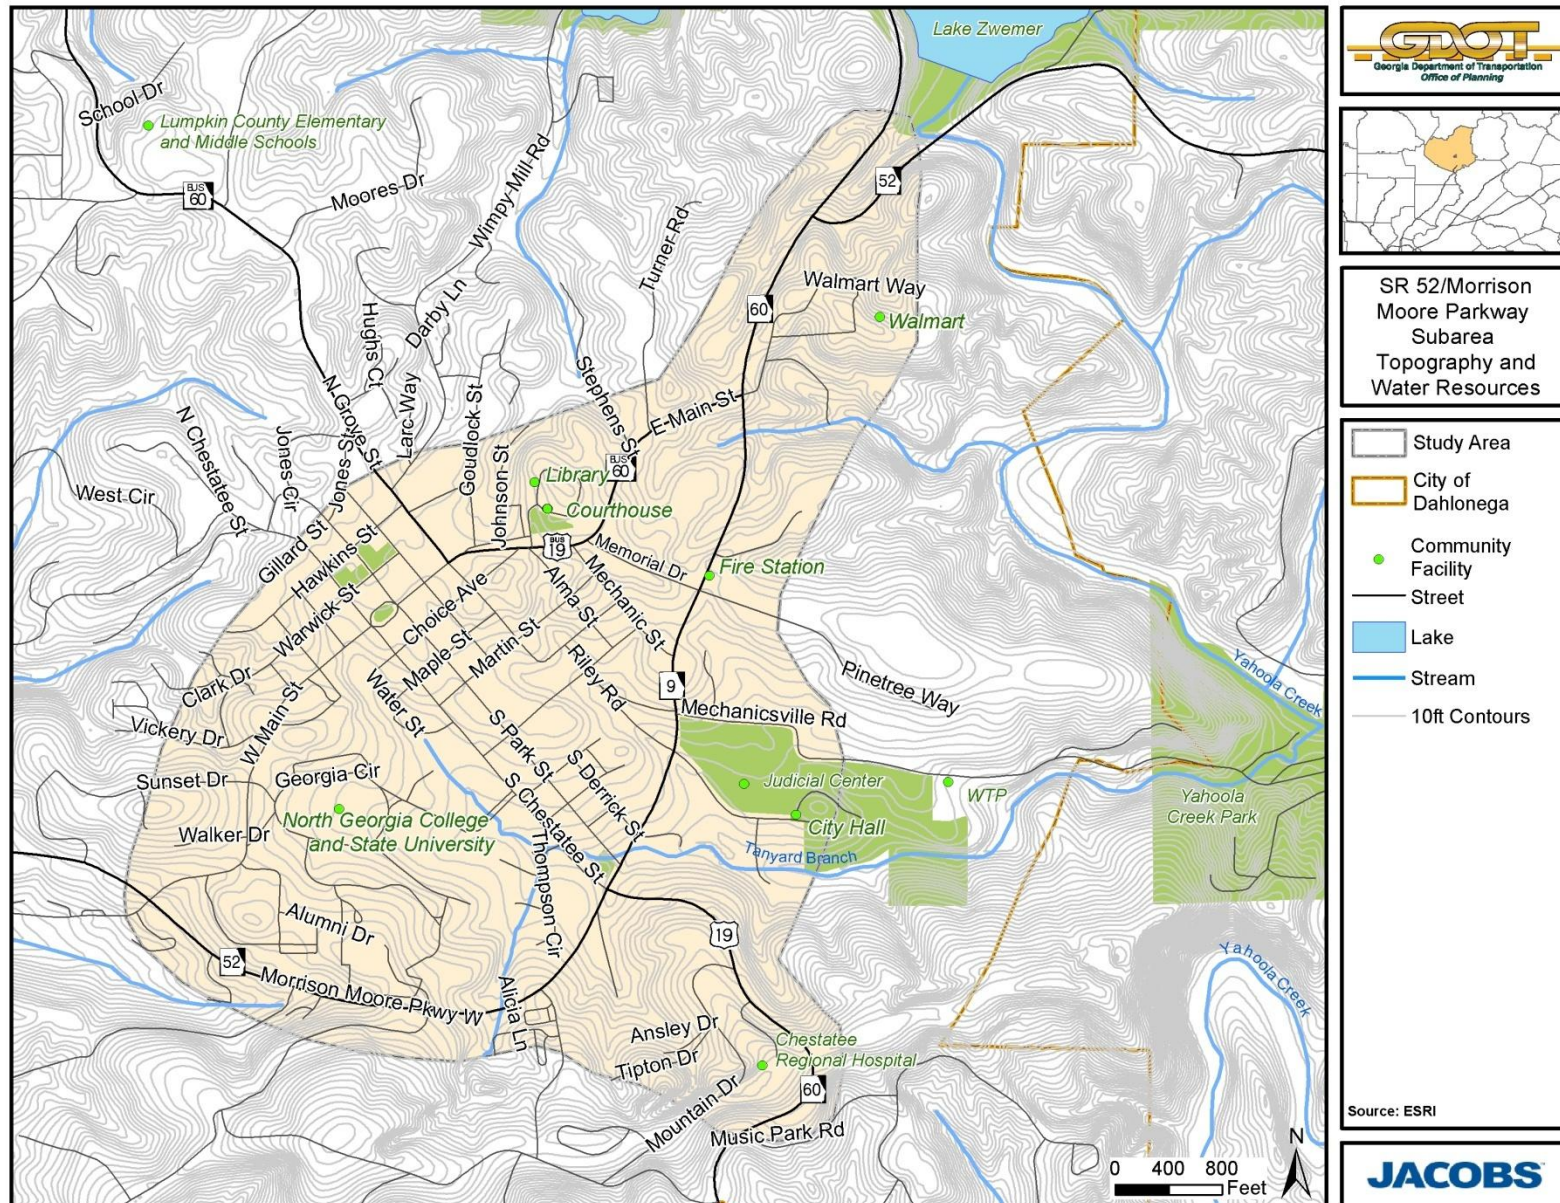 Lake Zwemer
School Dr
Lumpkin County Elementary
and Middle Schools
BUS
60
Moores Dr
Wimpy Mill Rd
52
Turner Rd
Darby Ln
Hughs Ct
60
Walmart Way
Walmart
N Grove St
Larc Way
Goudlock St
Stephens St
E Main St
N Chestatee St
Jones Cir
Jones St
Johnson St
BUS
60
West Cir
Library
Courthouse
Gillard St
Hawkins St
BUS
19
Memorial Dr
Fire Station
Warwick St
Choice Ave
Alma St
Mechanic St
Maple St
Martin St
Clark Dr
Riley Rd
Pinetree Way
Yahoola Creek
W Main St
Water St
9
Mechanicsville Rd
Vickery Dr
S Park St
Sunset Dr
Georgia Cir
S Derrick St
S Chestatee St
Judicial Center
WTP
Yahoola
Creek Park
North Georgia College
and State University
Walker Dr
City Hall
Thompson Cir
Tanyard Branch
Alumni Dr
19
52
Morrison Moore Pkwy W
Alicia Ln
Yahoola Creek
Ansley Dr
Tipton Dr
Chestatee
Regional Hospital
60
Mountain Dr
Music Park Rd
N
0 400 800
Feet
GDOT
Georgia Department of Transportation
Office of Planning
SR 52/Morrison
Moore Parkway
Subarea
Topography and
Water Resources
Study Area
City of
Dahlonega
Community
Facility
Street
Lake
Stream
10ft Contours
Source: ESRI
JACOBS